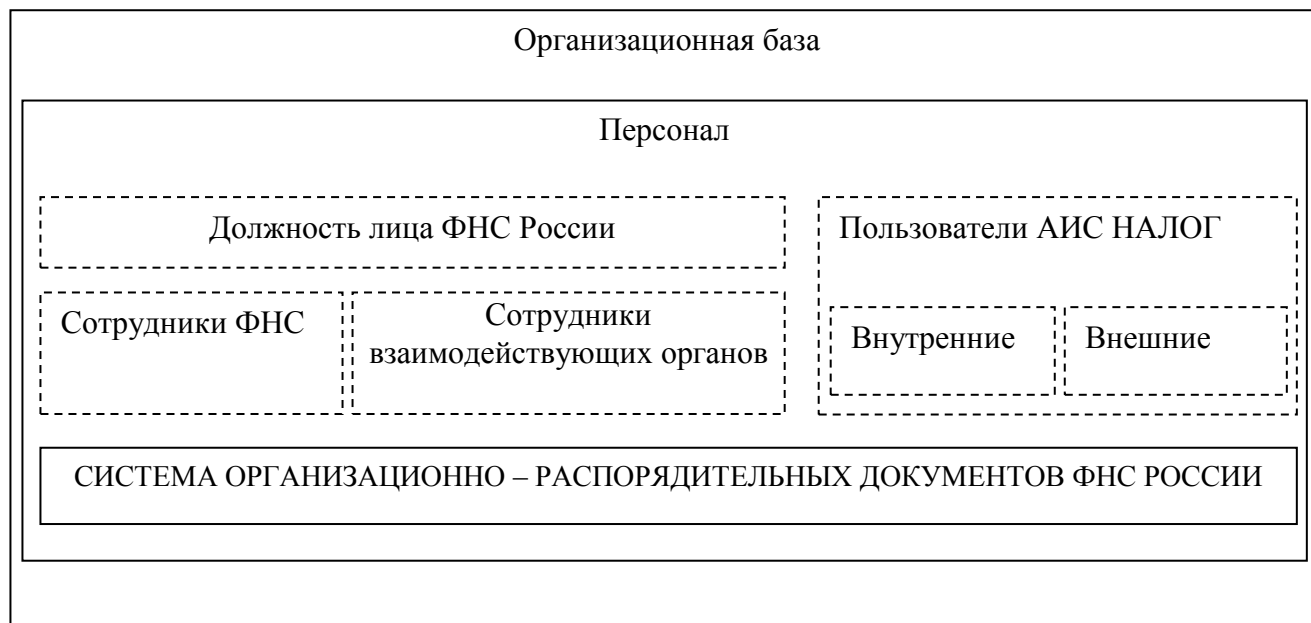 Организационная база
Персонал
Должность лица ФНС России
Пользователи АИС НАЛОГ
Сотрудники ФНС
Сотрудники
взаимодействующих органов
Внутренние
Внешние
СИСТЕМА ОРГАНИЗАЦИОННО – РАСПОРЯДИТЕЛЬНЫХ ДОКУМЕНТОВ ФНС РОССИИ